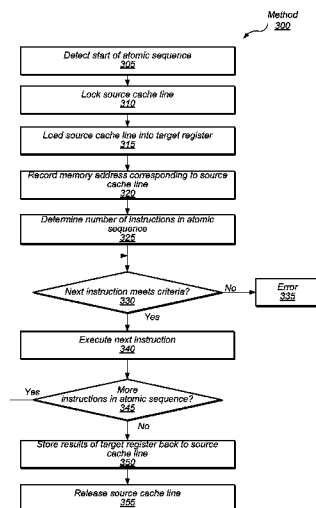 Method
300
Detect start of atomic sequence
305
Lock source cache line
310
Load source cache line into target register
315
Record memory address corresponding to source
cache line
320
Determine number of instructions in atomic
sequence
325
Next instruction meets criteria?
330
No
Error
335
Yes
Execute next instruction
340
Yes
More
instructions in atomic sequence?
345
No
Store results of target register back to source
cache line
350
Release source cache line
355